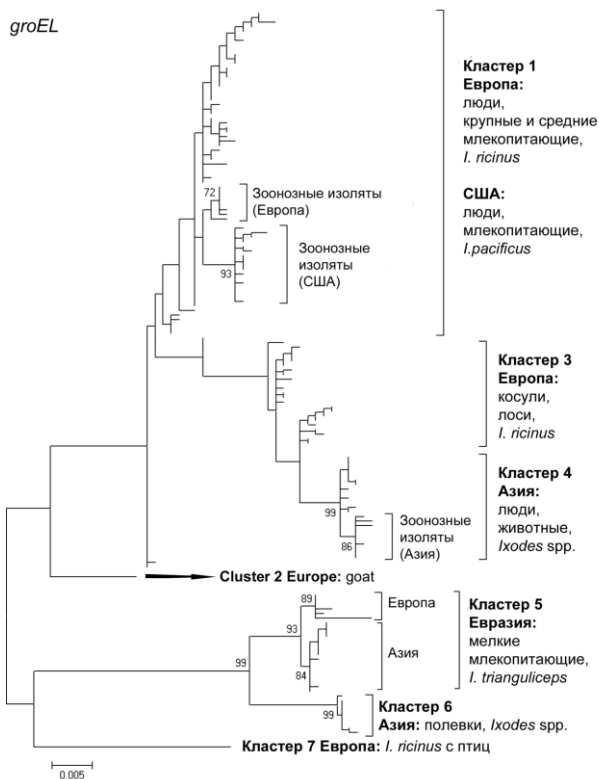 groEL
Кластер 1
Европа:
люди,
крупные и средние
млекопитающие,
I. ricinus
США:
люди,
млекопитающие,
I.pacificus
72
Зоонозные изоляты
(Европа)
Зоонозные
изоляты
(США)
93
Кластер 3
Европа:
косули,
лоси,
I. ricinus
Кластер 4
Азия:
люди,
животные,
Ixodes spp.
99
Зоонозные
изоляты
(Азия)
86
Cluster 2 Europe: goat
89
Европа
93
Азия
84
99
Кластер 5
Евразия:
мелкие
млекопитающие,
I. trianguliceps
99
Кластер 6
Азия: полевки, Ixodes spp.
Кластер 7 Европа: I. ricinus с птиц
0.005